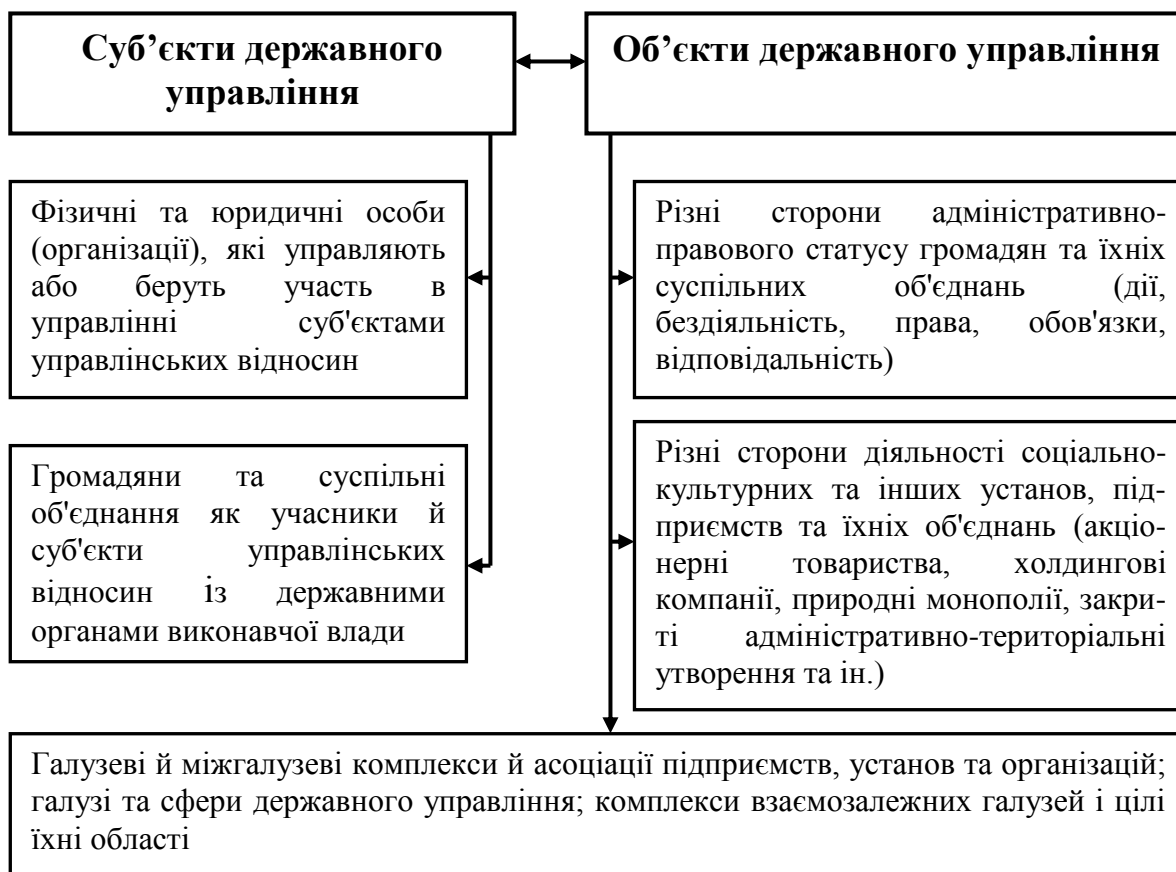 Суб’єкти державного
управління
Об’єкти державного управління
Фізичні та юридичні особи
(організації), які управляють
або беруть участь в
управлінні суб'єктами
управлінських відносин
Громадяни та суспільні
об'єднання як учасники й
суб'єкти управлінських
відносин із державними
органами виконавчої влади
Різні сторони адміністративно-
правового статусу громадян та їхніх
суспільних об'єднань (дії,
бездіяльність, права, обов'язки,
відповідальність)
Різні сторони діяльності соціально-
культурних та інших установ, під-
приємств та їхніх об'єднань (акціо-
нерні товариства, холдингові
компанії, природні монополії, закри-
ті адміністративно-територіальні
утворення та ін.)
Галузеві й міжгалузеві комплекси й асоціації підприємств, установ та організацій;
галузі та сфери державного управління; комплекси взаємозалежних галузей і цілі
їхні області